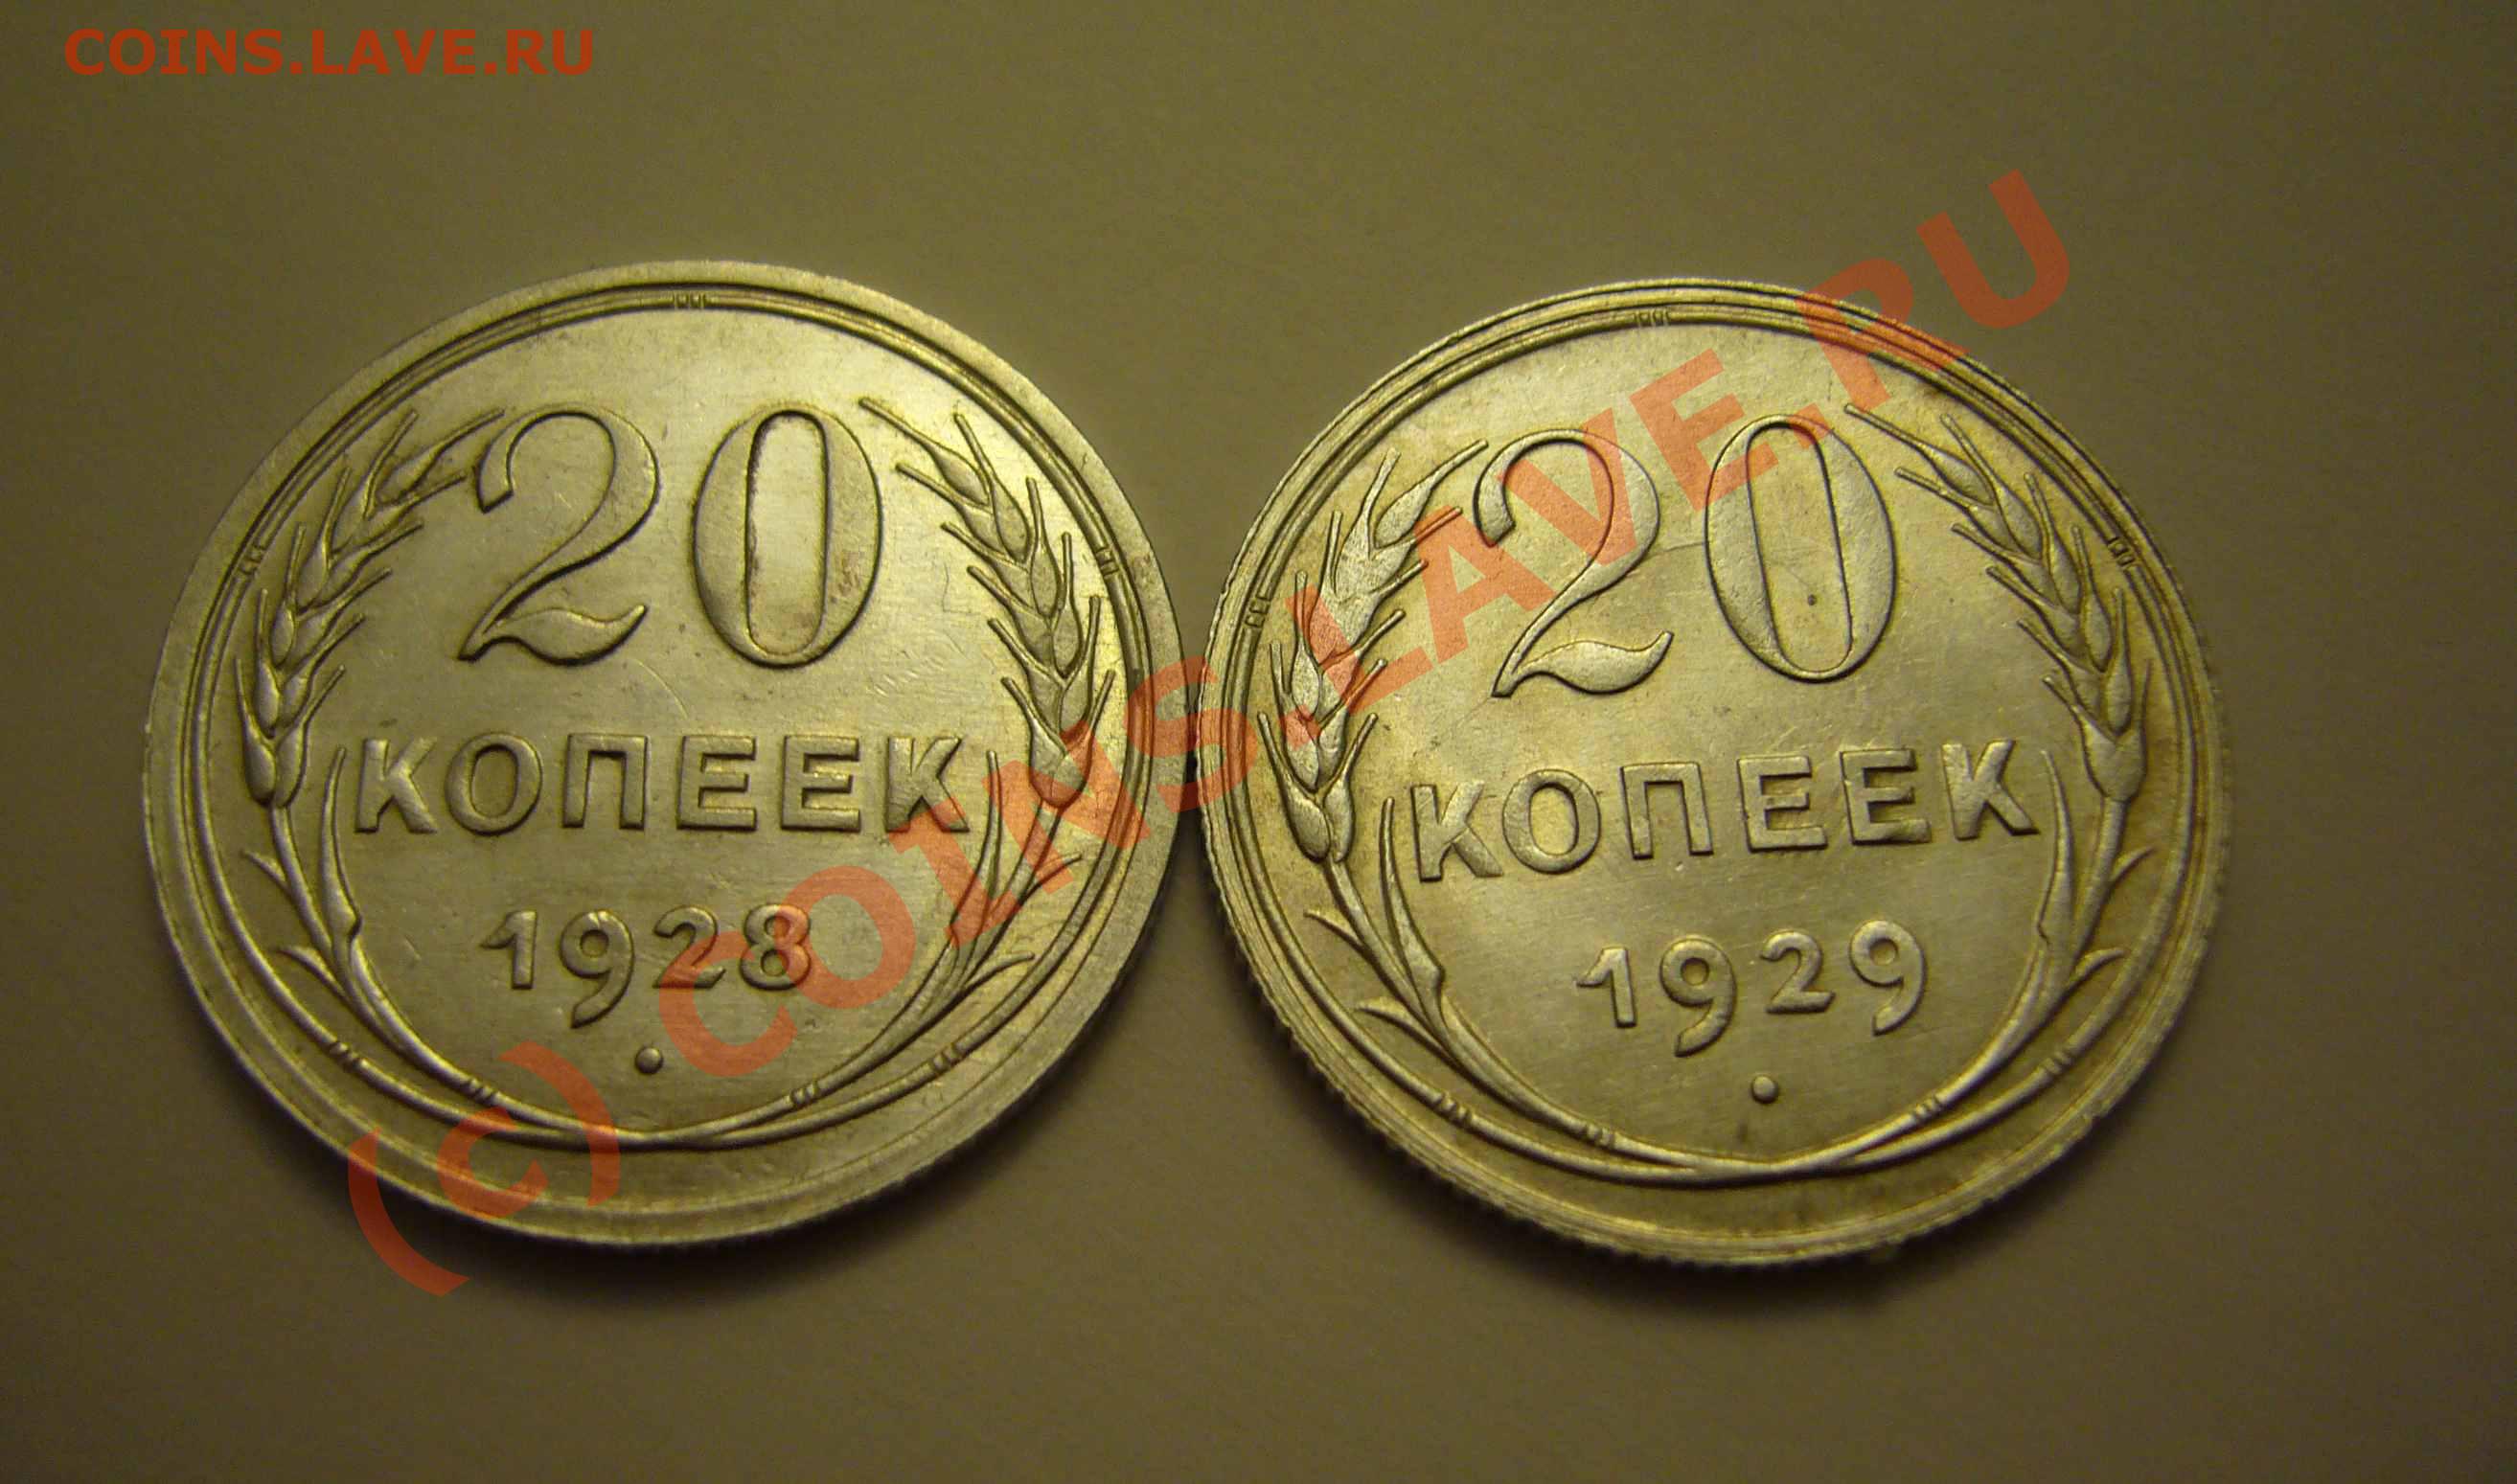 COINS.LAVE.RU
20
КОПЕЕК
1928
20
КОПЕЕК
1929
(c) COINS.LAVE.RU